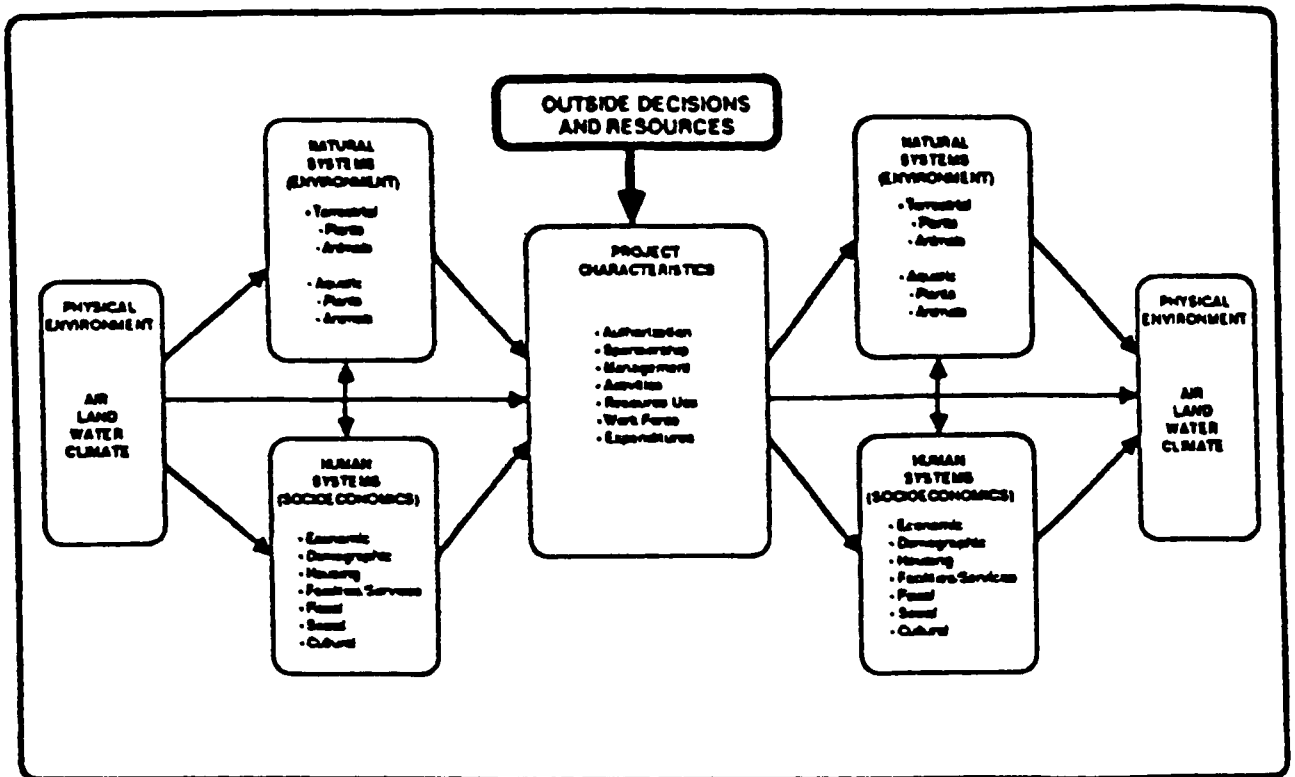 OUTSIDE DECISIONS
AND RESOURCES
PHYSICAL
ENVIRONMENT
AIR
LAND
WATER
CLIMATE
NATURAL
SYSTEMS
(ENVIRONMENT)
• Terrestrial
• Plants
• Animals
• Aquatic
• Plants
• Animals
HUMAN
SYSTEMS
(SOCIOECONOMICS)
• Economic
• Demographic
• Housing
• Facilities/Services
• Fiscal
• Social
• Cultural
PROJECT
CHARACTERISTICS
• Authorization
• Sponsorship
• Management
• Activities
• Resource Use
• Work Force
• Expenditures
NATURAL
SYSTEMS
(ENVIRONMENT)
• Terrestrial
• Plants
• Animals
• Aquatic
• Plants
• Animals
HUMAN
SYSTEMS
(SOCIOECONOMICS)
• Economic
• Demographic
• Housing
• Facilities/Services
• Fiscal
• Social
• Cultural
PHYSICAL
ENVIRONMENT
AIR
LAND
WATER
CLIMATE